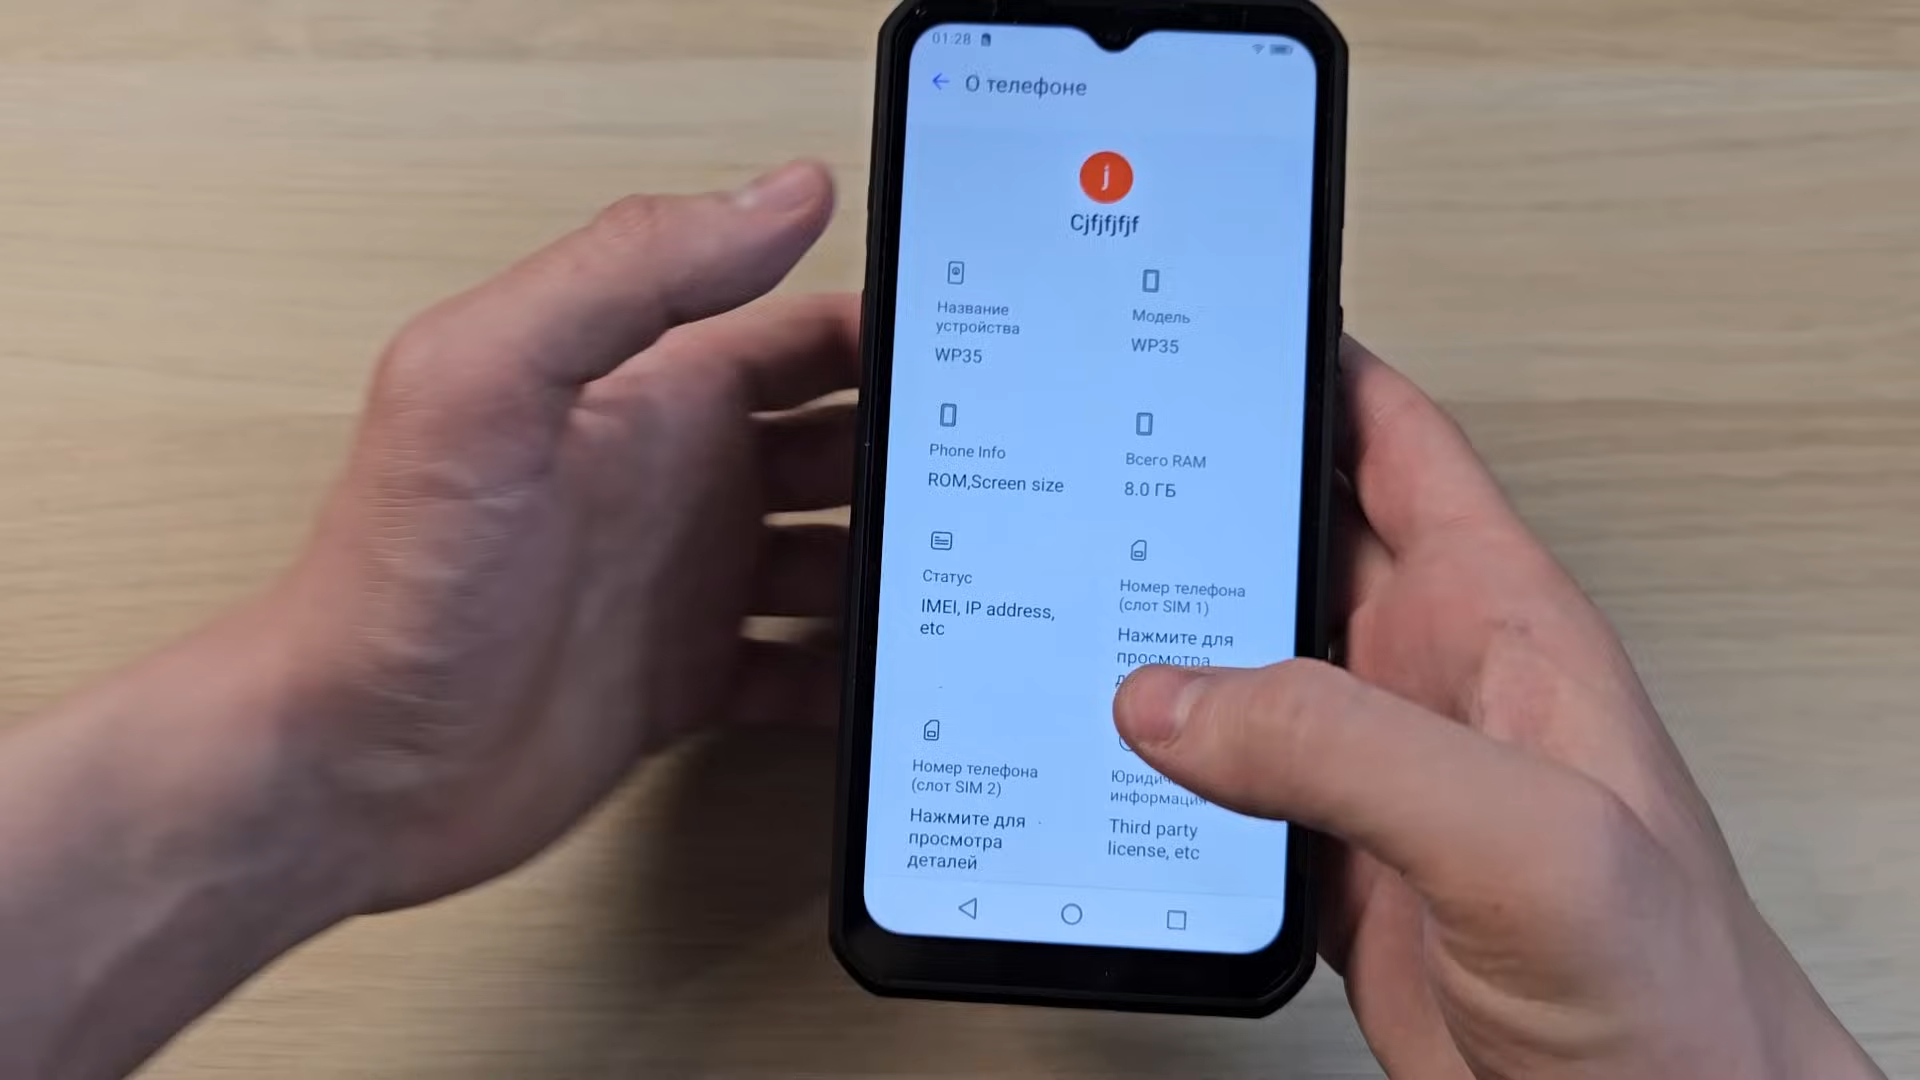 01:28
О телефоне
j
Cjfjfjfjf
Название
устройства
WP35
Модель
WP35
Phone Info
ROM,Screen size
Всего RAM
8.0 ГБ
Статус
IMEI, IP address,
etc
Номер телефона
(слот SIM 1)
Нажмите для
просмотра
Номер телефона
(слот SIM 2)
Нажмите для
просмотра
деталей
информация
Third party
license, etc